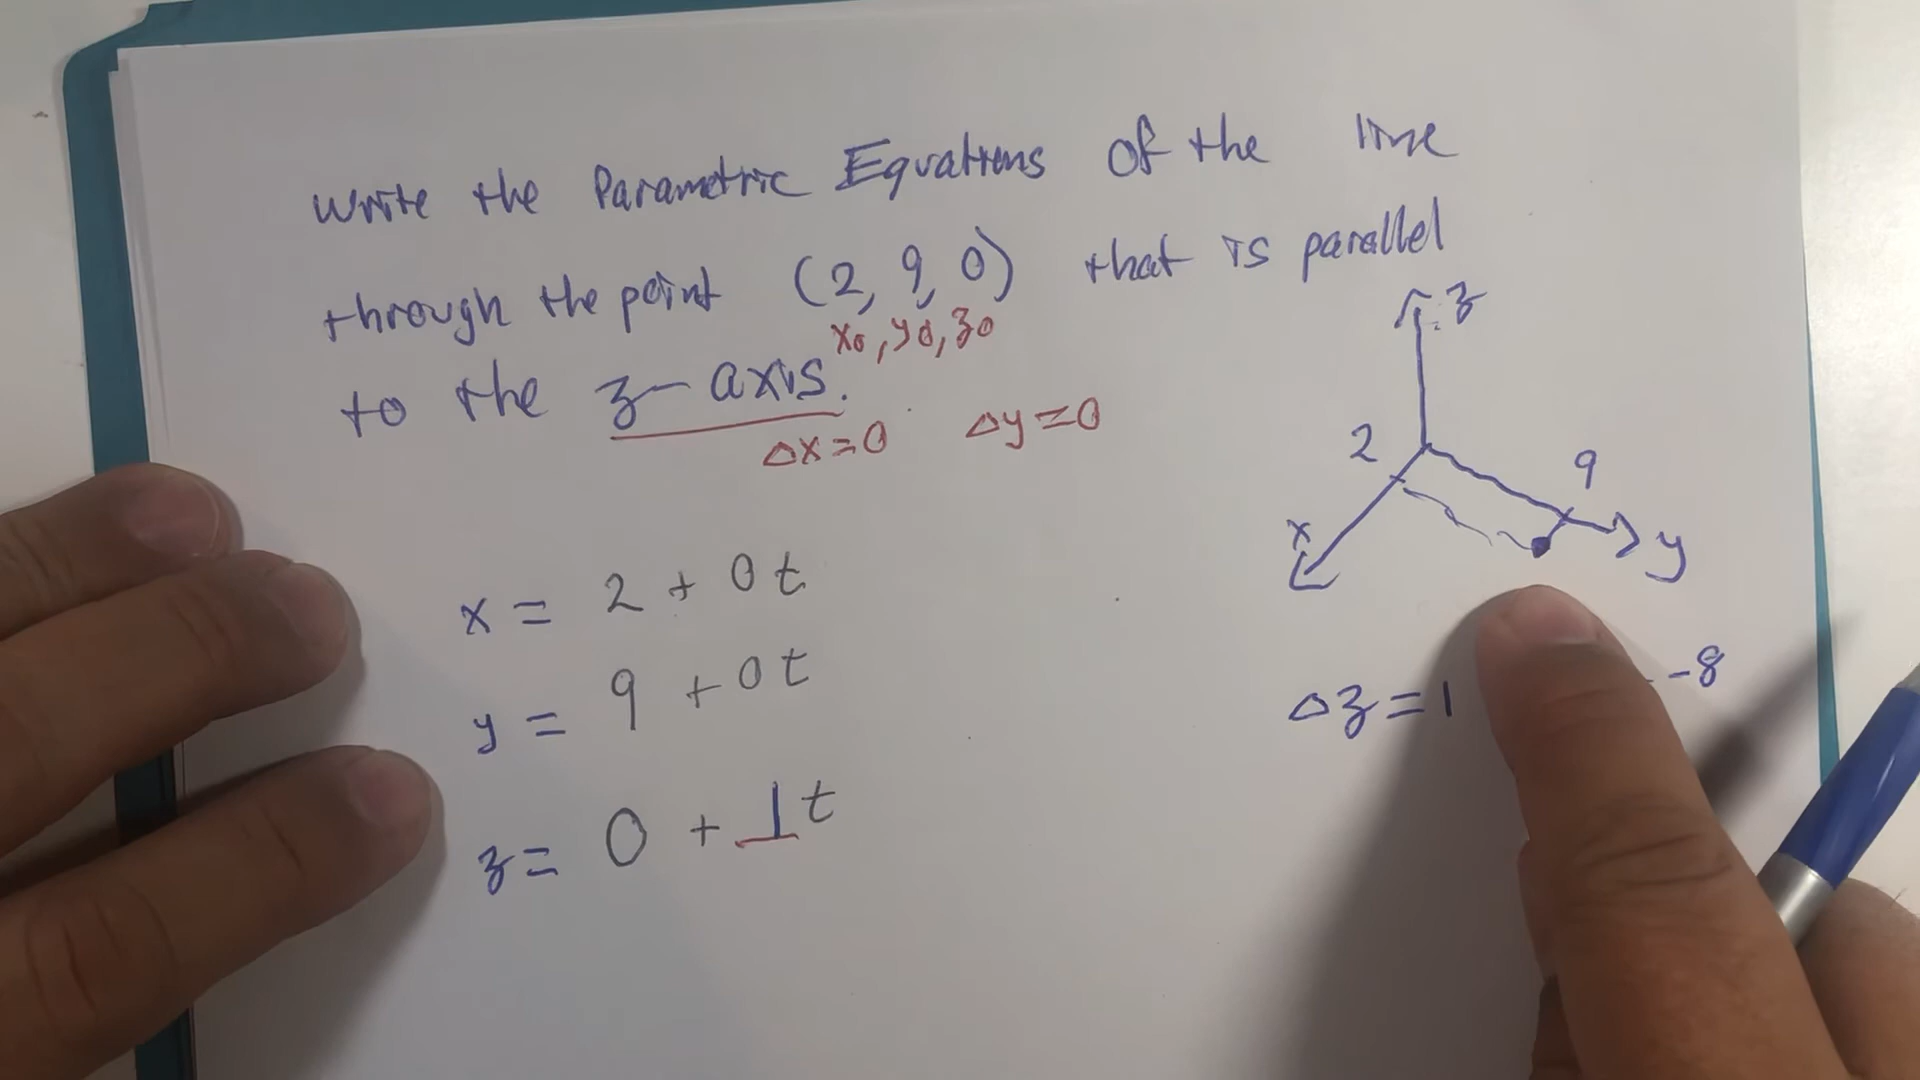 Write the Parametric Equations Of the line
through the point (2, 9, 0) that is parallel
x0, y0, z0
to the z-axis.
Δx=0 Δy=0
z
2
9
x
y
x = 2 + 0t
y = 9 + 0t
z = 0 + 1t
Δz=1
-8